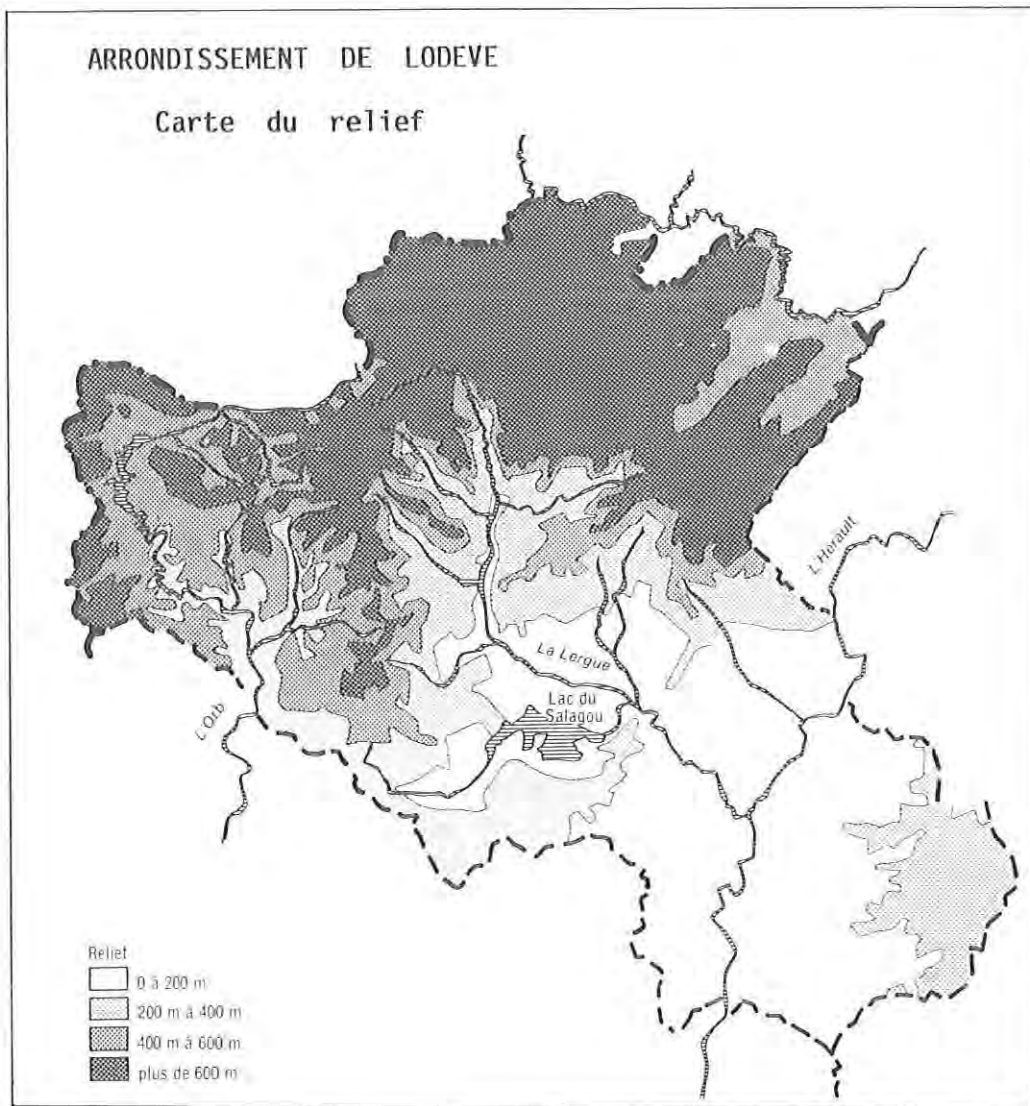 ARRONDISSEMENT DE LODEVE
Carte du relief
L'Hérault
La Lergue
Lac du
Salagou
L'Orb
Relief
0 à 200 m
200 m à 400 m
400 m à 600 m
plus de 600 m